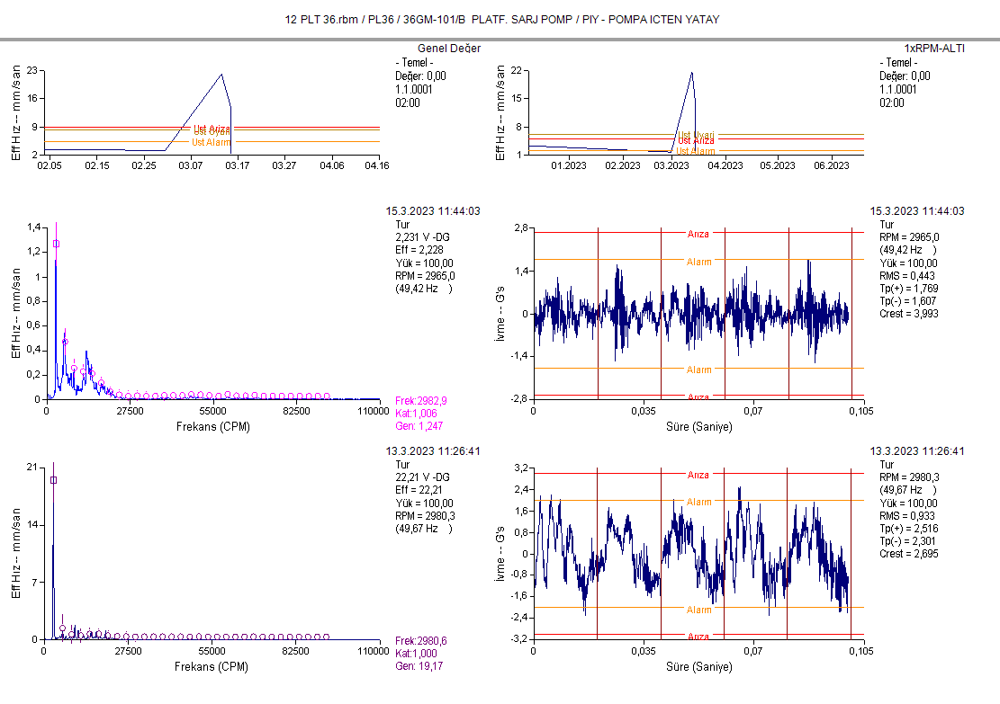 12 PLT 36.rbm / PL36 / 36GM-101/B PLATF. SARJ POMP / PIY - POMPA ICTEN YATAY
Genel Değer
- Temel -
Değer: 0,00
1.1.0001
02:00
Eff Hız -- mm/san
23
16
9
2
Ust Arıza
Ust Uyarı
Ust Alarm
02.05 02.15 02.25 03.07 03.17 03.27 04.06 04.16
1xRPM-ALTI
- Temel -
Değer: 0,00
1.1.0001
02:00
Eff Hız -- mm/san
22
15
8
1
Ust Uyari
Ust Arıza
Ust Alarm
01.2023 02.2023 03.2023 04.2023 05.2023 06.2023
15.3.2023 11:44:03
Tur
2,231 V -DG
Eff = 2,228
Yük = 100,00
RPM = 2965,0
(49,42 Hz )
Eff Hız -- mm/san
1,4
1,2
1
0,8
0,6
0,4
0,2
0
0 27500 55000 82500 110000
Frekans (CPM)
Frek:2982,9
Kat:1,006
Gen: 1,247
15.3.2023 11:44:03
Tur
RPM = 2965,0
(49,42 Hz )
Yük = 100,00
RMS = 0,443
Tp(+) = 1,769
Tp(-) = 1,607
Crest = 3,993
İvme -- G's
2,8
1,4
0
-1,4
-2,8
Arıza
Alarm
Alarm
Arıza
0 0,035 0,07 0,105
Süre (Saniye)
13.3.2023 11:26:41
Tur
22,21 V -DG
Eff = 22,21
Yük = 100,00
RPM = 2980,3
(49,67 Hz )
Eff Hız -- mm/san
21
14
7
0
0 27500 55000 82500 110000
Frekans (CPM)
Frek:2980,6
Kat:1,000
Gen: 19,17
13.3.2023 11:26:41
Tur
RPM = 2980,3
(49,67 Hz )
Yük = 100,00
RMS = 0,933
Tp(+) = 2,516
Tp(-) = 2,301
Crest = 2,695
İvme -- G's
3,2
2,4
1,6
0,8
0
-0,8
-1,6
-2,4
-3,2
Arıza
Alarm
Alarm
Arıza
0 0,035 0,07 0,105
Süre (Saniye)